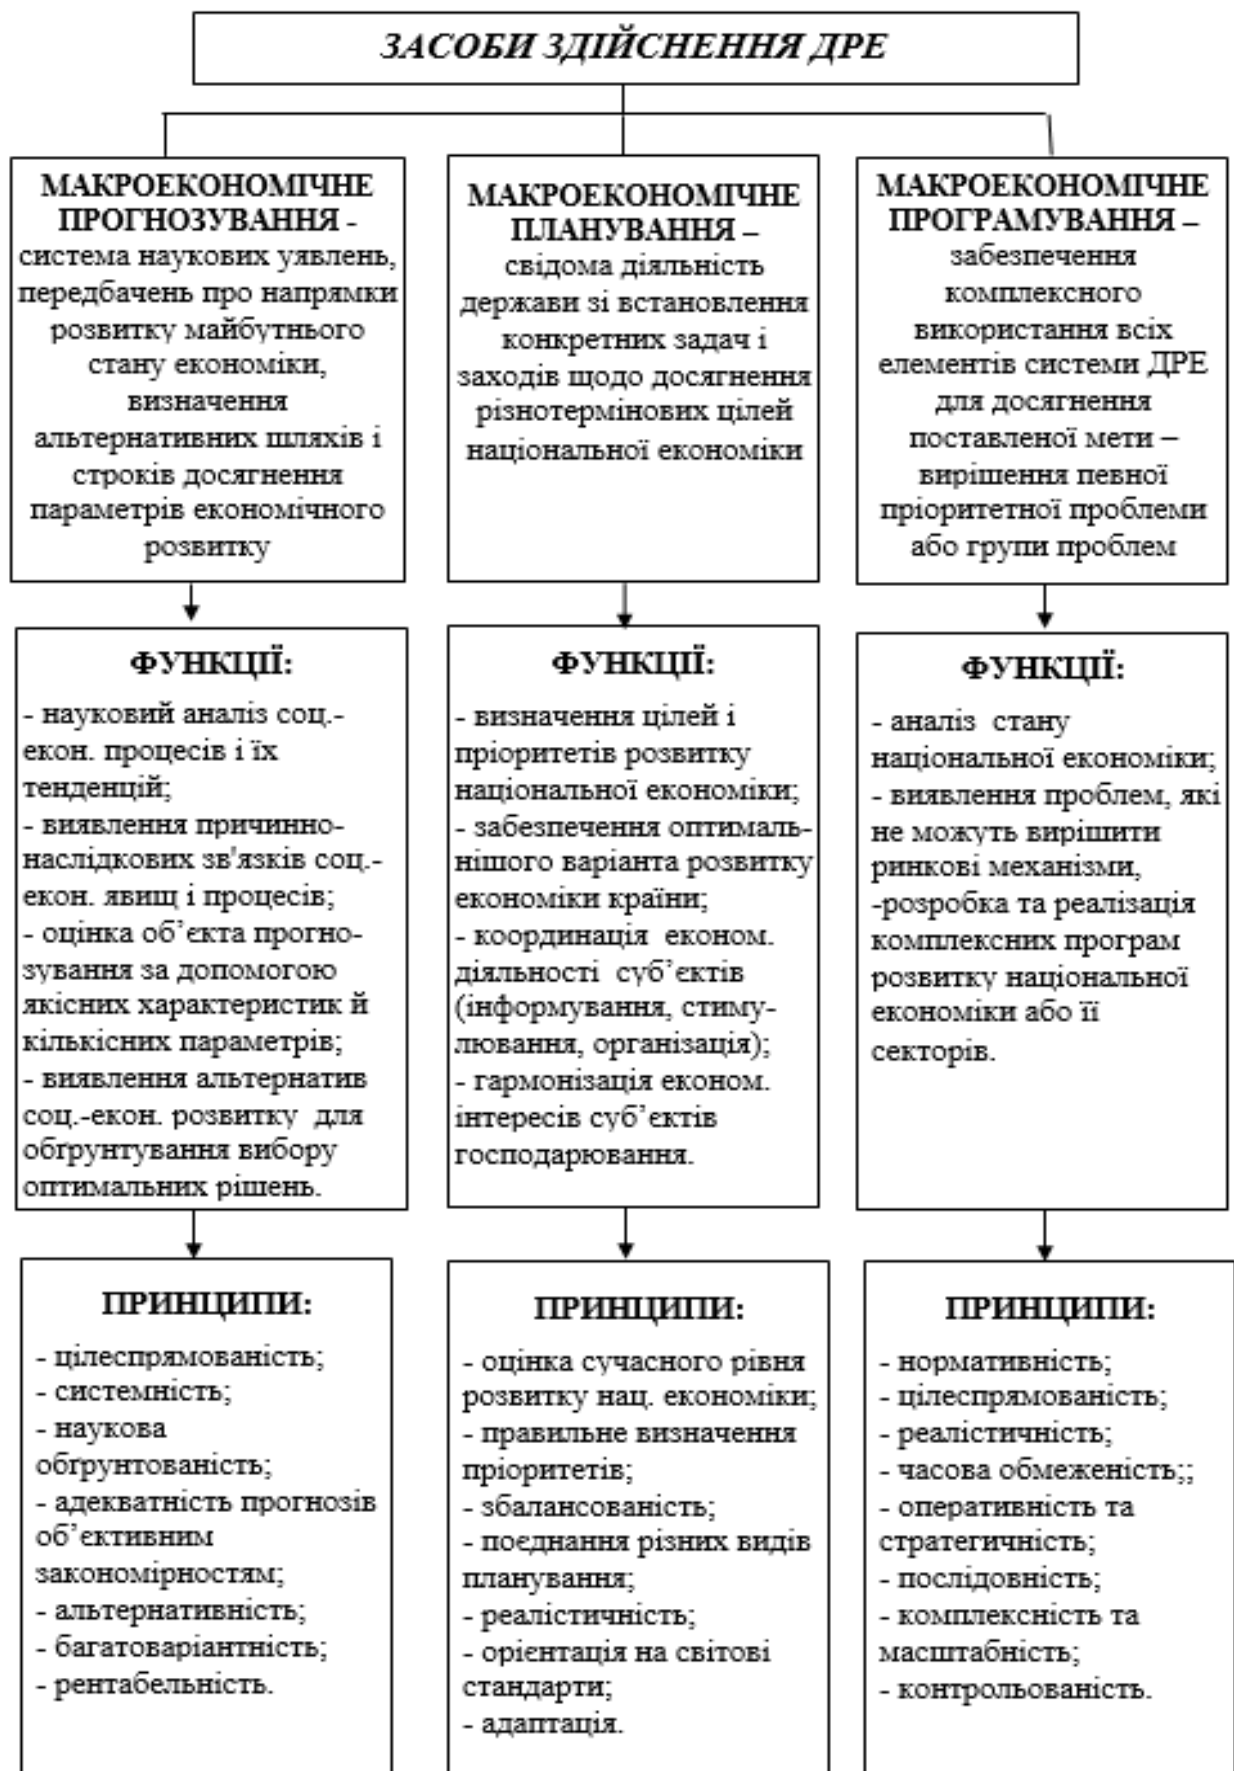 ЗАСОБИ ЗДІЙСНЕННЯ ДРЕ
МАКРОЕКОНОМІЧНЕ
ПРОГНОЗУВАННЯ -
система наукових уявлень,
передбачень про напрямки
розвитку майбутнього
стану економіки,
визначення
альтернативних шляхів і
строків досягнення
параметрів економічного
розвитку
МАКРОЕКОНОМІЧНЕ
ПЛАНУВАННЯ –
свідома діяльність
держави зі встановлення
конкретних задач і
заходів щодо досягнення
різнотермінових цілей
національної економіки
МАКРОЕКОНОМІЧНЕ
ПРОГРАМУВАННЯ –
забезпечення
комплексного
використання всіх
елементів системи ДРЕ
для досягнення
поставленої мети –
вирішення певної
пріоритетної проблеми
або групи проблем
ФУНКЦІЇ:
- науковий аналіз соц.-
екон. процесів і їх
тенденцій;
- виявлення причинно-
наслідкових зв'язків соц.-
екон. явищ і процесів;
- оцінка об’єкта прогно-
зування за допомогою
якісних характеристик й
кількісних параметрів;
- виявлення альтернатив
соц.-екон. розвитку для
обґрунтування вибору
оптимальних рішень.
ФУНКЦІЇ:
- визначення цілей і
пріоритетів розвитку
національної економіки;
- забезпечення оптималь-
нішого варіанта розвитку
економіки країни;
- координація економ.
діяльності суб’єктів
(інформування, стиму-
лювання, організація);
- гармонізація економ.
інтересів суб’єктів
господарювання.
ФУНКЦІЇ:
- аналіз стану
національної економіки;
- виявлення проблем, які
не можуть вирішити
ринкові механізми,
-розробка та реалізація
комплексних програм
розвитку національної
економіки або її
секторів.
ПРИНЦИПИ:
- цілеспрямованість;
- системність;
- наукова
обґрунтованість;
- адекватність прогнозів
об’єктивним
закономірностям;
- альтернативність;
- багатоваріантність;
- рентабельність.
ПРИНЦИПИ:
- оцінка сучасного рівня
розвитку нац. економіки;
- правильне визначення
пріоритетів;
- збалансованість;
- поєднання різних видів
планування;
- реалістичність;
- орієнтація на світові
стандарти;
- адаптація.
ПРИНЦИПИ:
- нормативність;
- цілеспрямованість;
- реалістичність;
- часова обмеженість;;
- оперативність та
стратегичність;
- послідовність;
- комплексність та
масштабність;
- контрольованість.